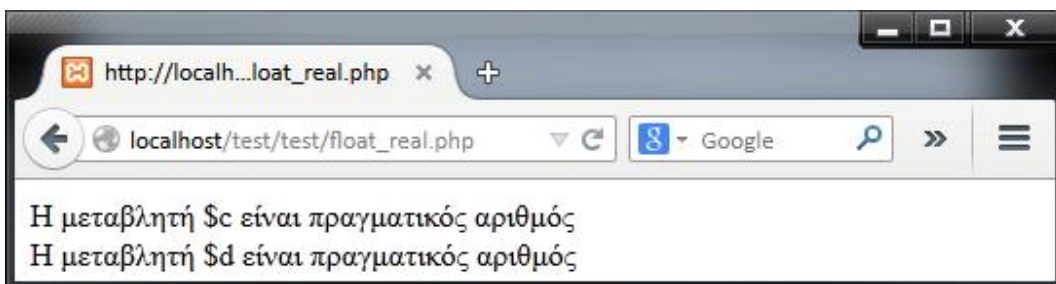 http://localh...loat_real.php
localhost/test/test/float_real.php
Google
Η μεταβλητή $c είναι πραγματικός αριθμός
Η μεταβλητή $d είναι πραγματικός αριθμός